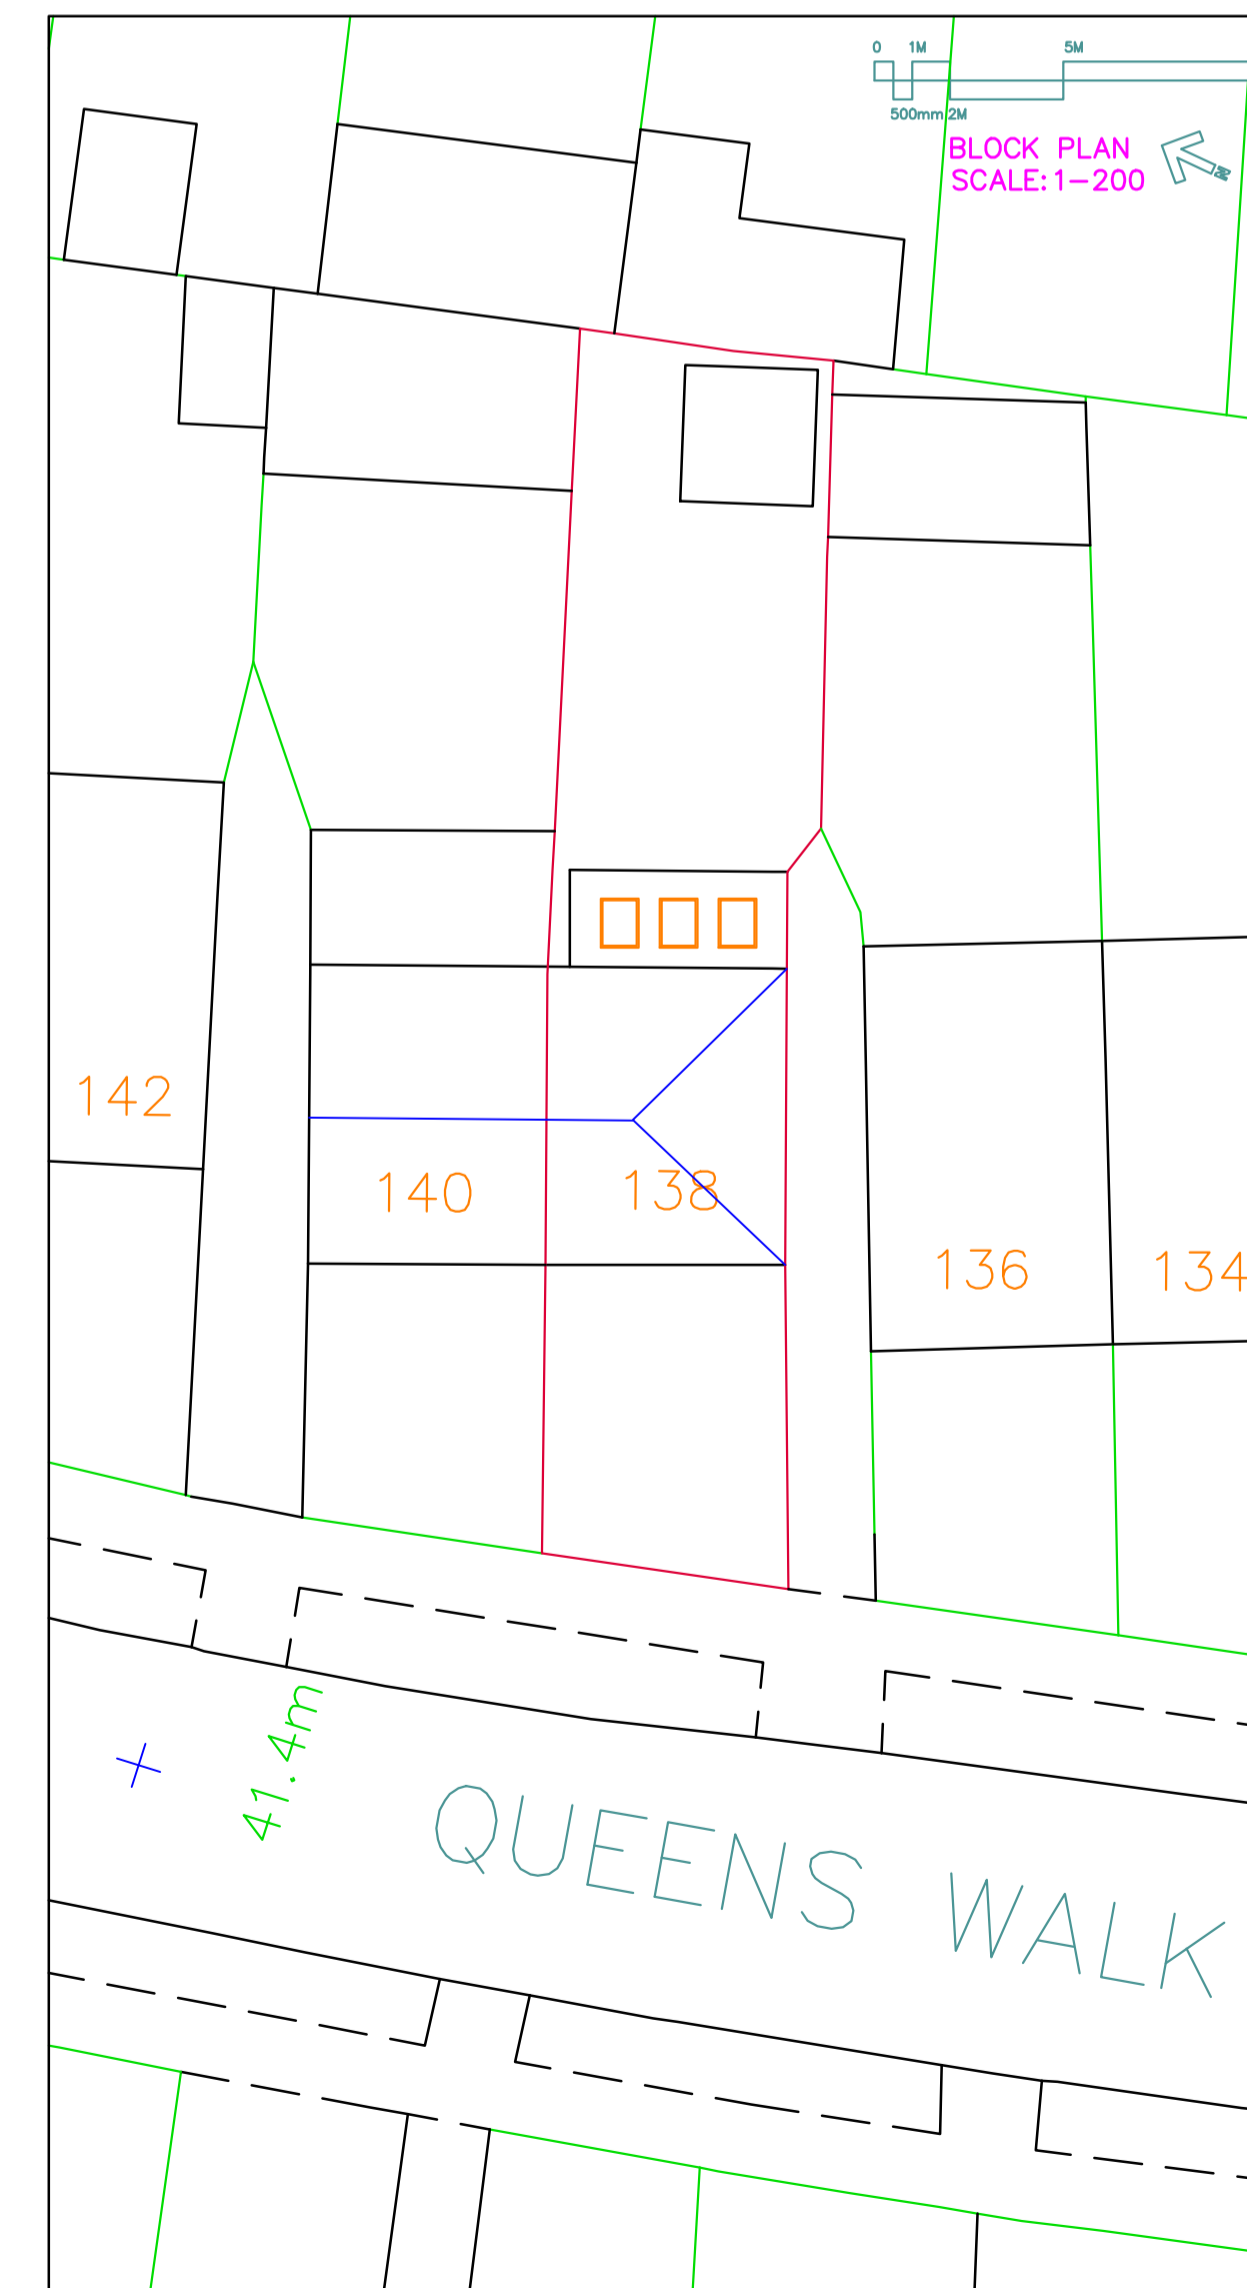 0 1M 5M
500mm 2M
BLOCK PLAN
SCALE: 1-200
N
142
140
138
136
134
41.4m
QUEENS WALK